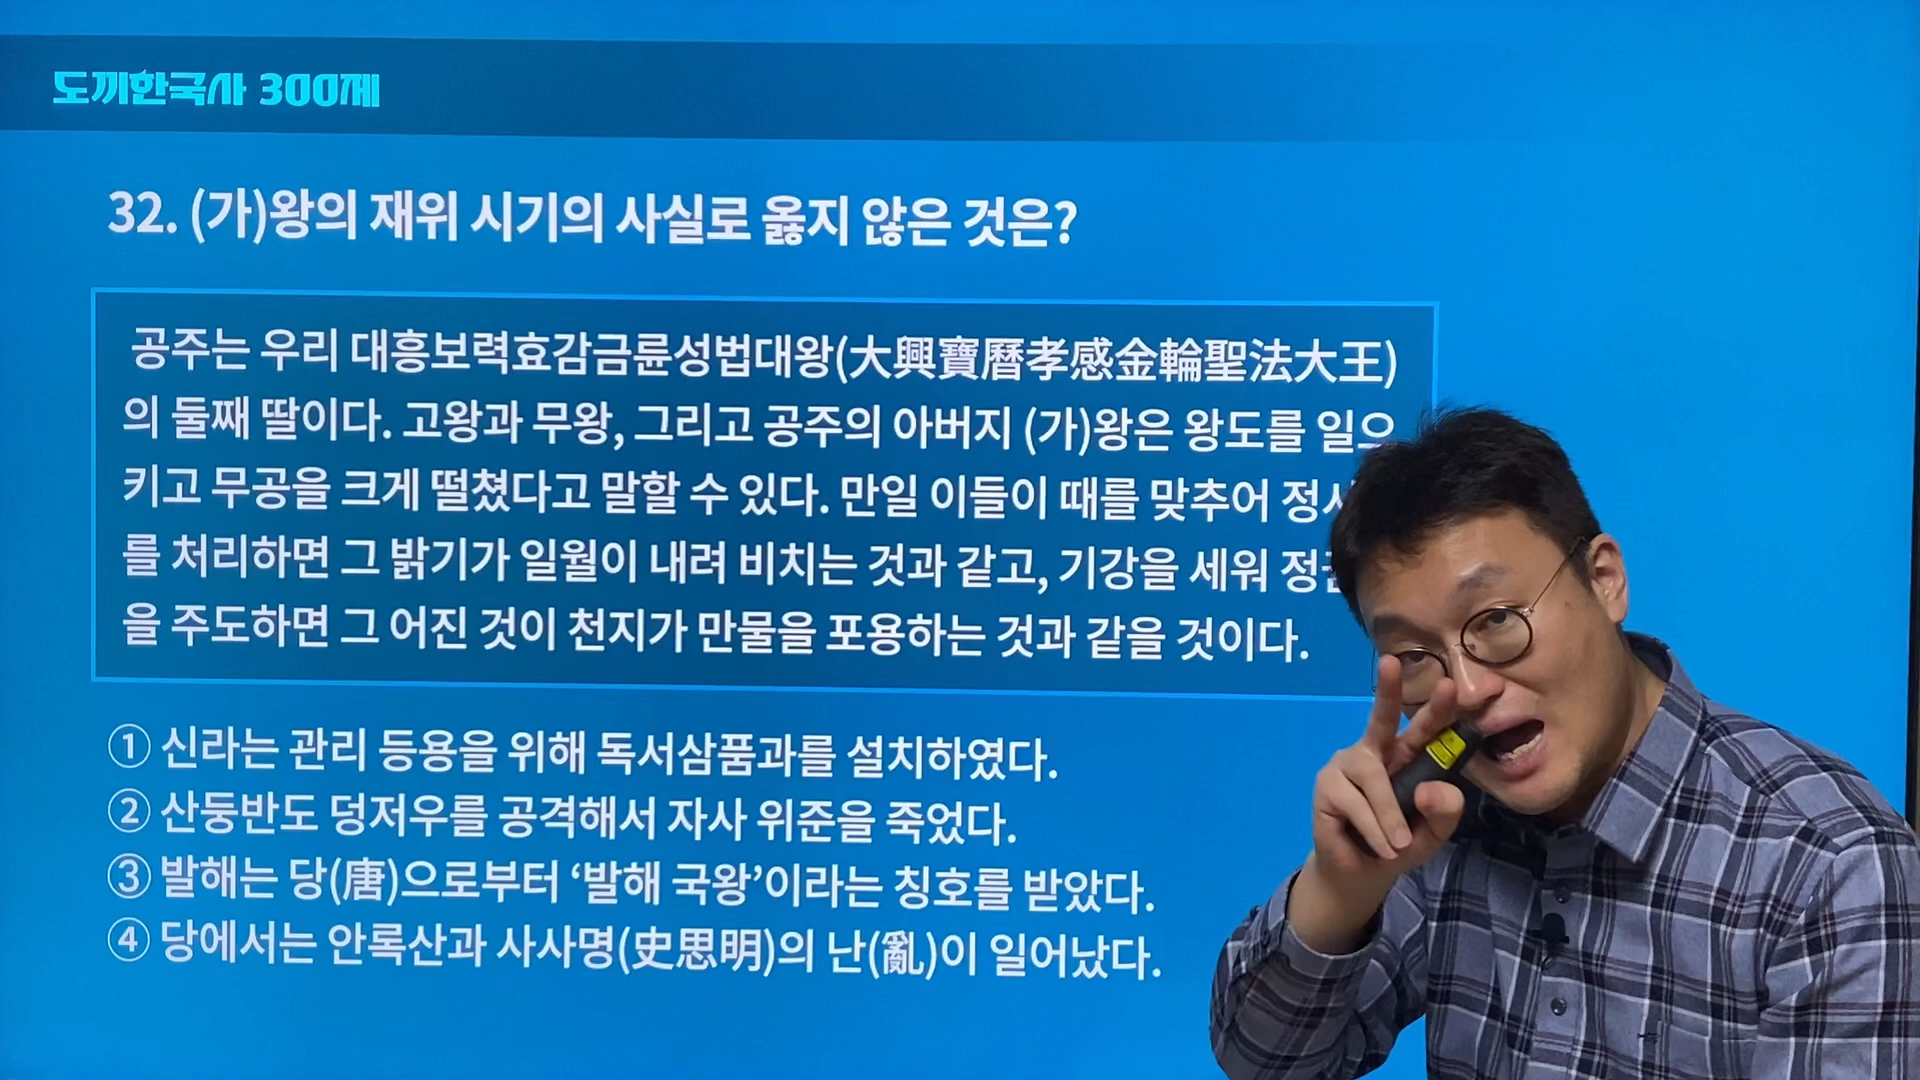 도끼한국사 300제
32. (가)왕의 재위 시기의 사실로 옳지 않은 것은?
공주는 우리 대흥보력효감금륜성법대왕(大興寶曆孝感金輪聖法大王)
의 둘째 딸이다. 고왕과 무왕, 그리고 공주의 아버지 (가)왕은 왕도를 일으
키고 무공을 크게 떨쳤다고 말할 수 있다. 만일 이들이 때를 맞추어
를 처리하면 그 밝기가 일월이 내려 비치는 것과 같고, 기강을 세워
을 주도하면 그 어진 것이 천지가 만물을 포용하는 것과 같을 것이다.
① 신라는 관리 등용을 위해 독서삼품과를 설치하였다.
② 산둥반도 덩저우를 공격해서 자사 위준을 죽었다.
③ 발해는 당(唐)으로부터 ‘발해 국왕’이라는 칭호를 받았다.
④ 당에서는 안록산과 사사명(史思明)의 난(亂)이 일어났다.